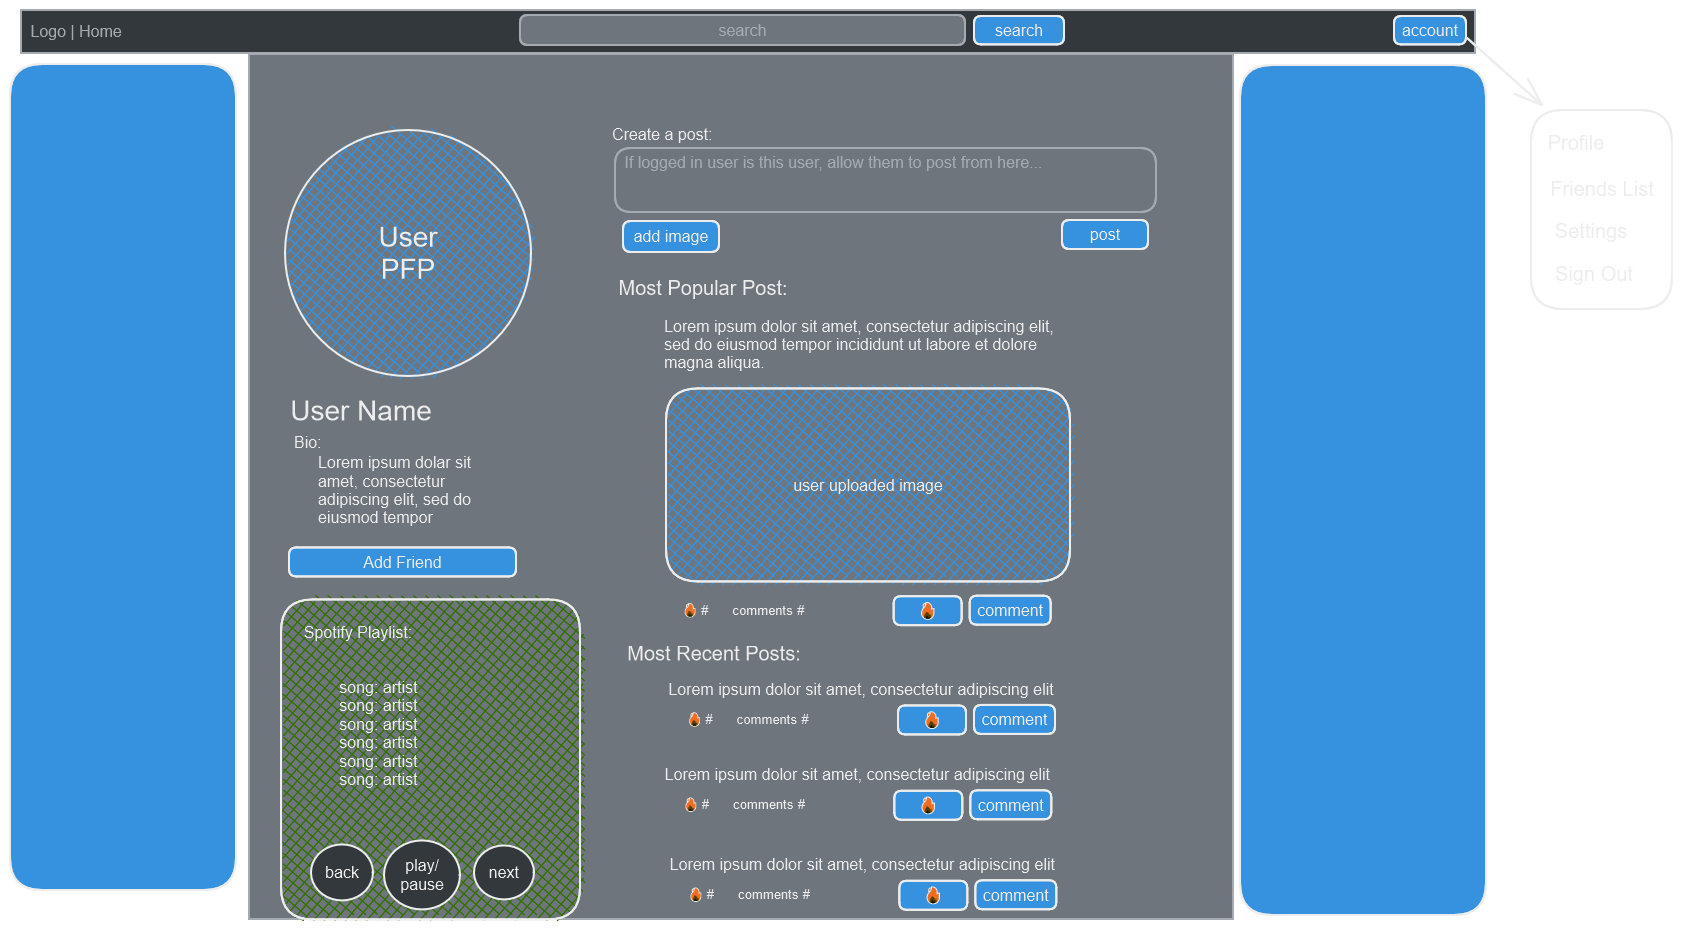 Logo | Home
search
search
account
Profile
Friends List
Settings
Sign Out
User
PFP
User Name
Bio:
Lorem ipsum dolar sit
amet, consectetur
adipiscing elit, sed do
eiusmod tempor
Add Friend
Spotify Playlist:
song: artist
song: artist
song: artist
song: artist
song: artist
song: artist
back
play/
pause
next
Create a post:
If logged in user is this user, allow them to post from here...
add image
post
Most Popular Post:
Lorem ipsum dolor sit amet, consectetur adipiscing elit,
sed do eiusmod tempor incididunt ut labore et dolore
magna aliqua.
user uploaded image
# comments #
comment
Most Recent Posts:
Lorem ipsum dolor sit amet, consectetur adipiscing elit
# comments #
comment
Lorem ipsum dolor sit amet, consectetur adipiscing elit
# comments #
comment
Lorem ipsum dolor sit amet, consectetur adipiscing elit
# comments #
comment